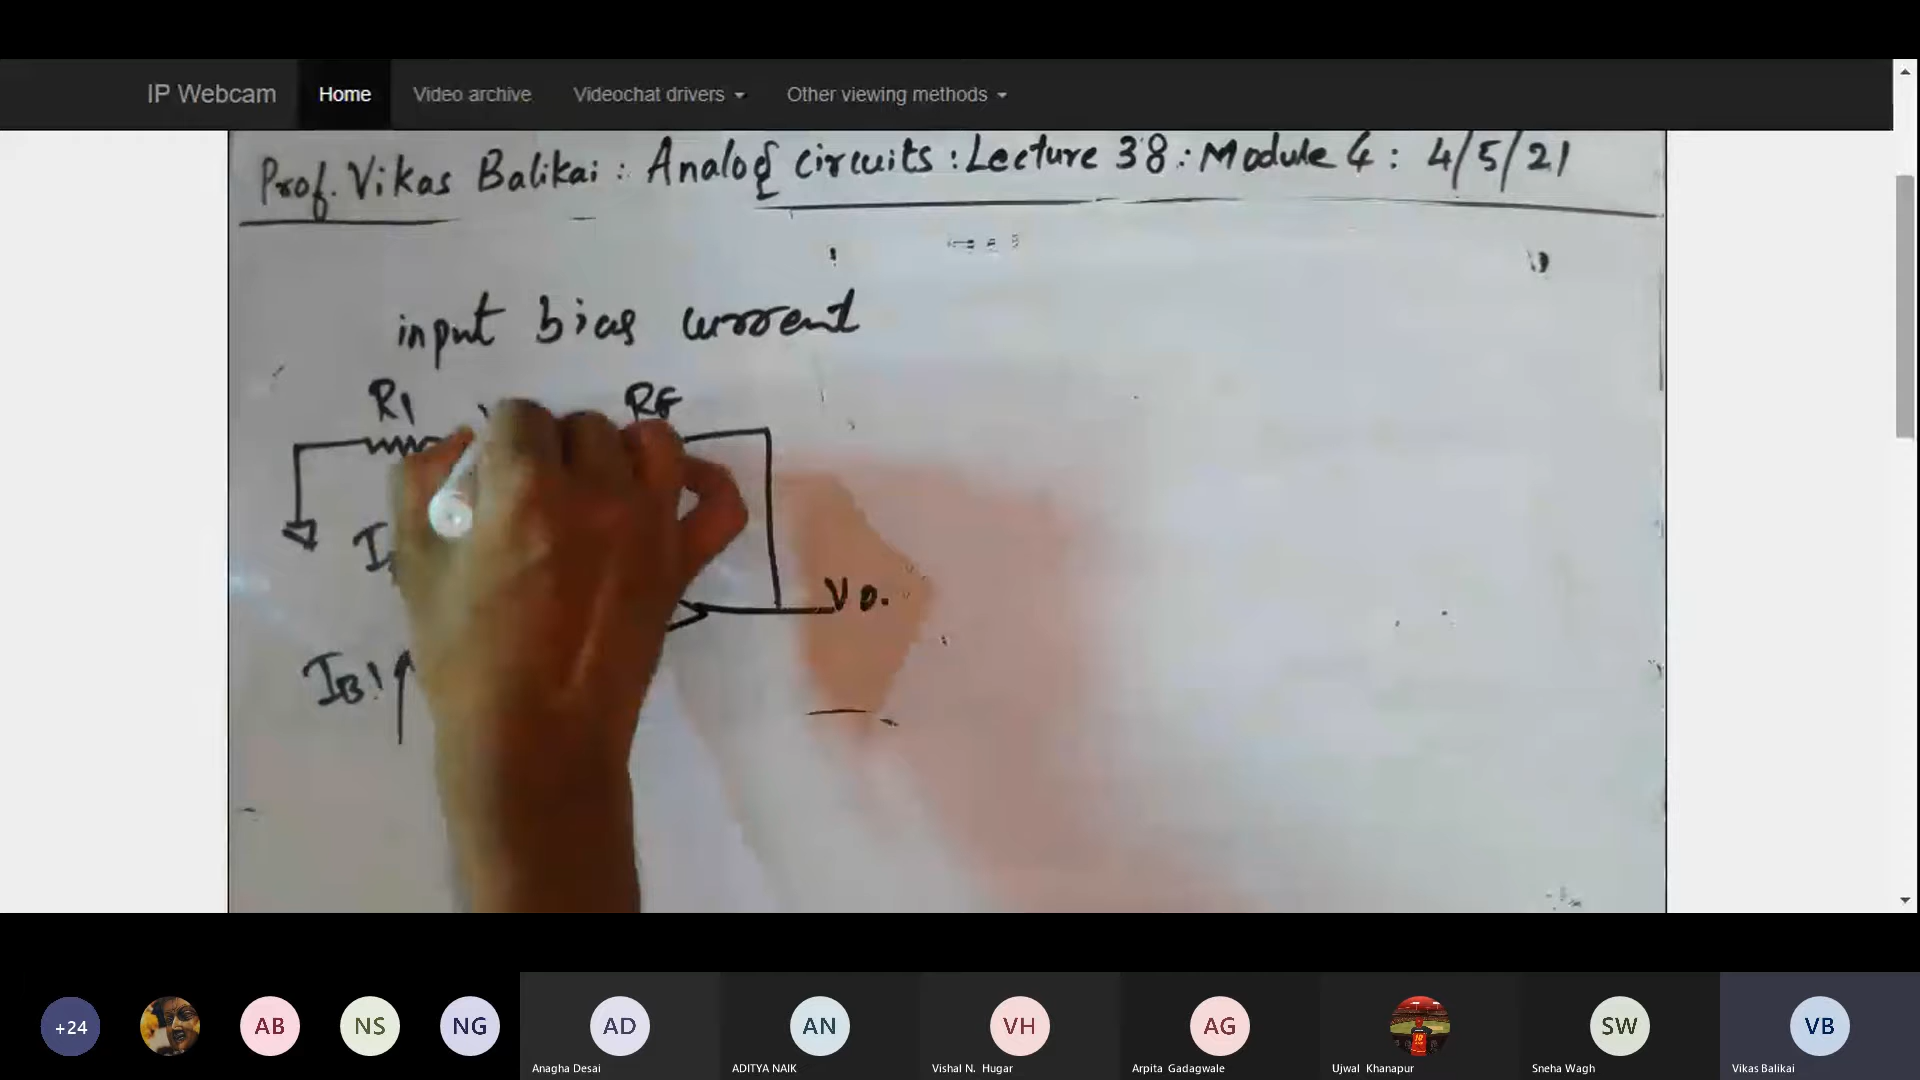 IP Webcam Home Video archive Videochat drivers Other viewing methods
Prof. Vikas Balikai : Analog circuits : Lecture 38 : Module 4 : 4/5/21
input bias current
R1 RF
Vo.
IB1
+24 AB NS NG AD AN VH AG SW VB
Anagha Desai ADITYA NAIK Vishal N. Hugar Arpita Gadagwale Ujwal Khanapur Sneha Wagh Vikas Balikai